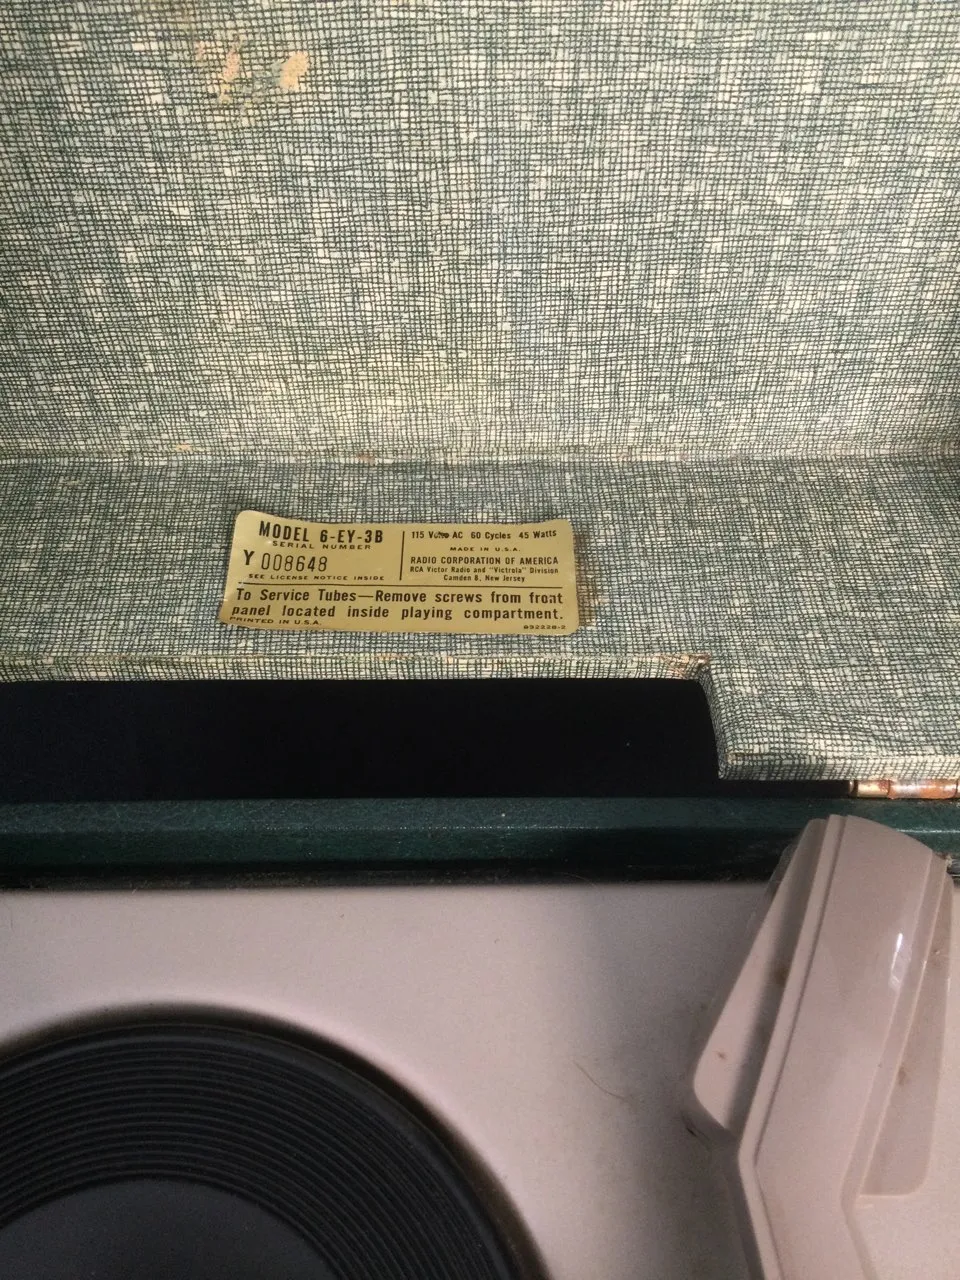 MODEL 6-EY-3B
SERIAL NUMBER
Y 008648
SEE LICENSE NOTICE INSIDE
115 Volts AC 60 Cycles 45 Watts
MADE IN U.S.A.
RADIO CORPORATION OF AMERICA
RCA Victor Radio and "Victrola" Division
Camden 8, New Jersey
To Service Tubes—Remove screws from front
panel located inside playing compartment.
PRINTED IN U.S.A.
932226-2